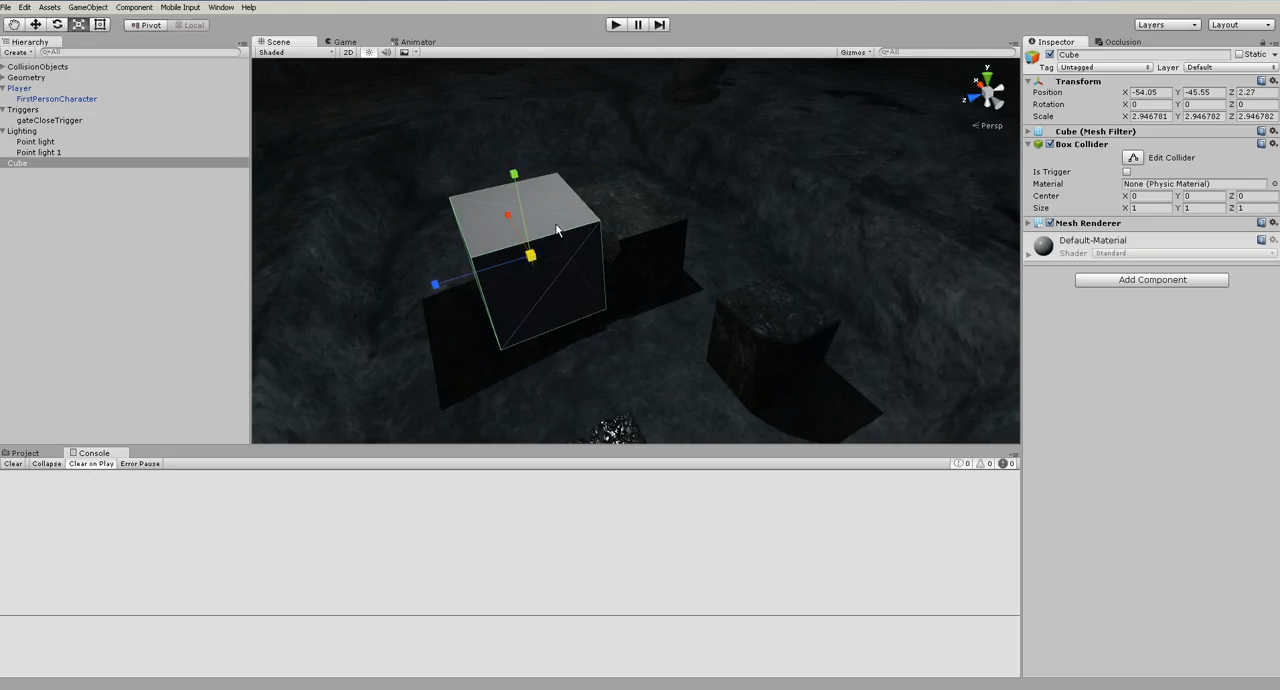 File Edit Assets GameObject Component Mobile Input Window Help
Pivot Local Layers Layout
Hierarchy Scene Game Animator Inspector Occlusion
Create All Shaded 2D Gizmos All Cube Static
CollisionObjects
Geometry
Player
FirstPersonCharacter
Triggers
gateCloseTrigger
Lighting
Point light
Point light 1
Cube
y
x
z
Persp
Tag Untagged Layer Default
Transform
Position X -54.05 Y -45.55 Z 2.27
Rotation X 0 Y 0 Z 0
Scale X 2.946781 Y 2.946782 Z 2.946782
Cube (Mesh Filter)
Box Collider
Edit Collider
Is Trigger
Material None (Physic Material)
Center X 0 Y 0 Z 0
Size X 1 Y 1 Z 1
Mesh Renderer
Default-Material
Shader Standard
Add Component
Project Console
Clear Collapse Clear on Play Error Pause 0 0 0